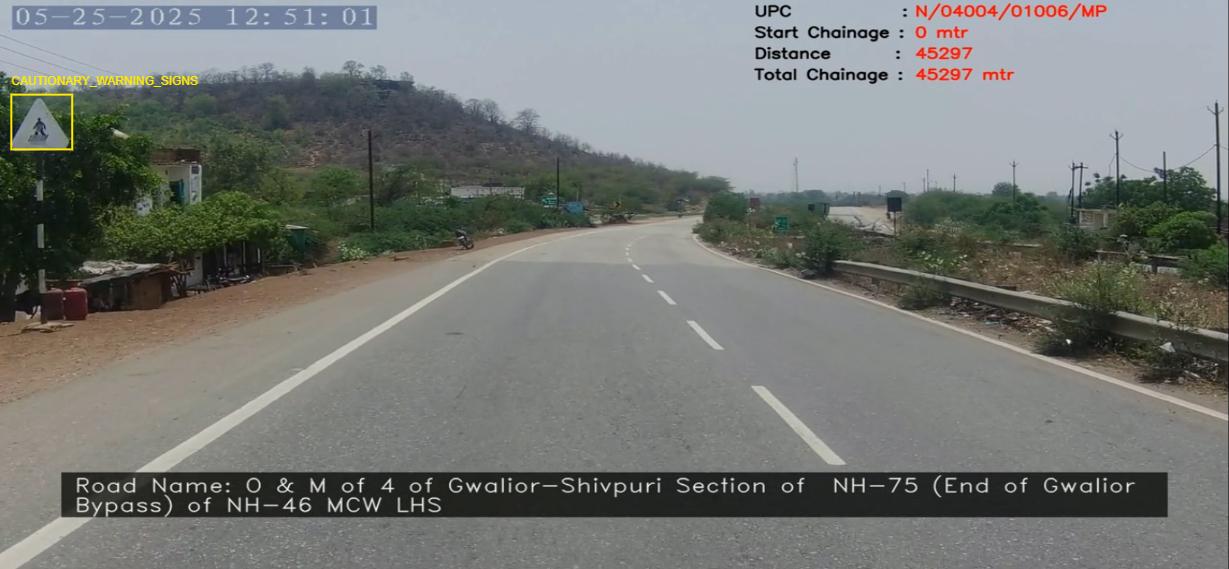 05-25-2025 12:51:01
UPC : N/04004/01006/MP
Start Chainage : 0 mtr
Distance : 45297
Total Chainage : 45297 mtr
CAUTIONARY_WARNING_SIGNS
Road Name: O & M of 4 of Gwalior-Shivpuri Section of NH-75 (End of Gwalior
Bypass) of NH-46 MCW LHS